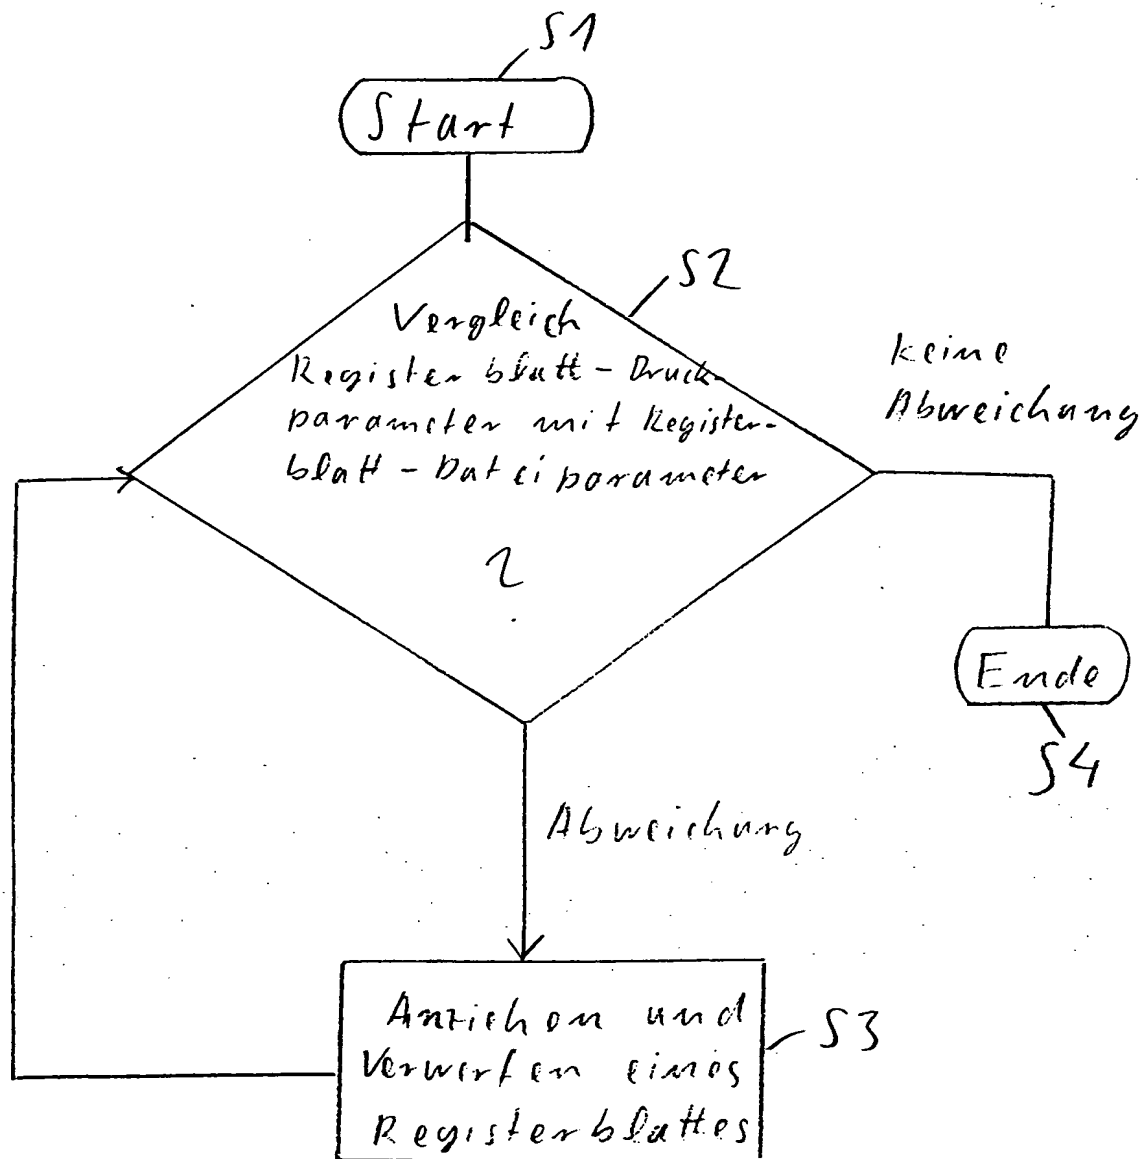 S1
Start
S2
Vergleich
Registerblatt-Druck-
parameter mit Register-
blatt-Dateiparameter
?
keine
Abweichung
Ende
S4
Abweichung
Anziehen und
Verwerfen eines
Registerblattes
S3